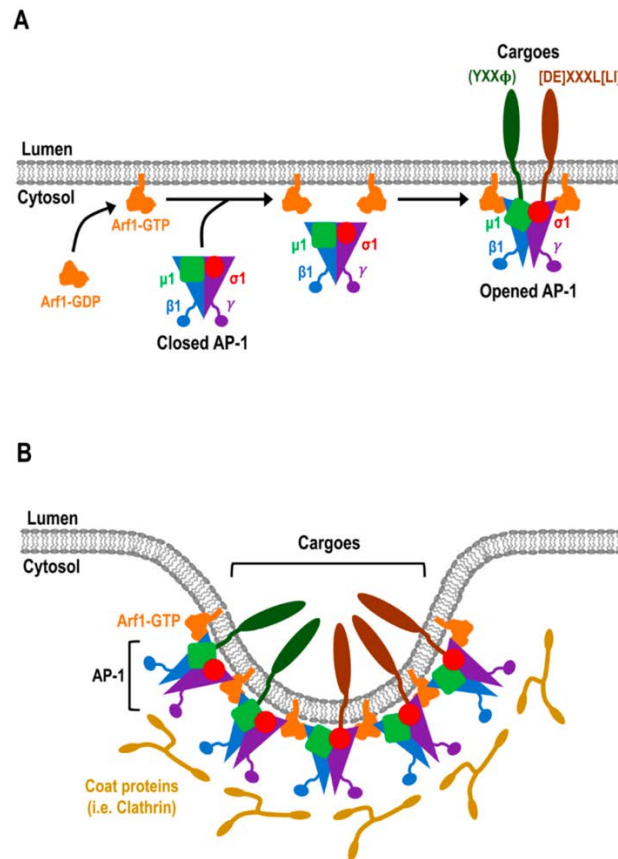 A
Cargoes
(YXXϕ) [DE]XXXL[LI]
Lumen
Cytosol
Arf1-GTP
Arf1-GDP
μ1 σ1
β1 γ
Closed AP-1
μ1 σ1
β1 γ
μ1 σ1
β1 γ
Opened AP-1
B
Lumen
Cytosol
Cargoes
Arf1-GTP
AP-1
Coat proteins
(i.e. Clathrin)